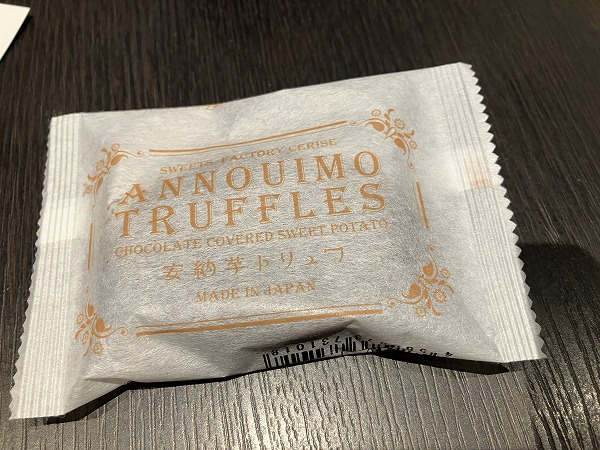 SWEETS FACTORY CERISE
ANNOUIMO
TRUFFLES
CHOCOLATE COVERED SWEET POTATO
安納芋トリュフ
MADE IN JAPAN